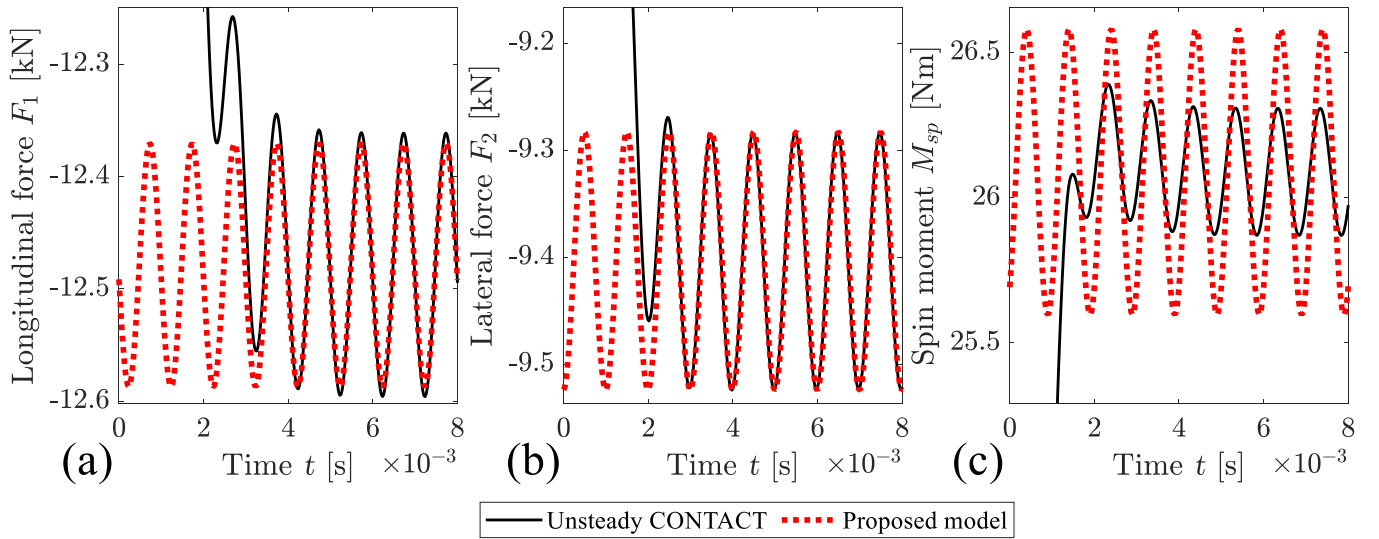 Longitudinal force F₁ [kN]
-12.3
-12.4
-12.5
-12.6
0 2 4 6 8
Time t [s] ×10⁻³
(a)
Lateral force F₂ [kN]
-9.2
-9.3
-9.4
-9.5
0 2 4 6 8
Time t [s] ×10⁻³
(b)
Spin moment Mₛₚ [Nm]
26.5
26
25.5
0 2 4 6 8
Time t [s] ×10⁻³
(c)
Unsteady CONTACT Proposed model